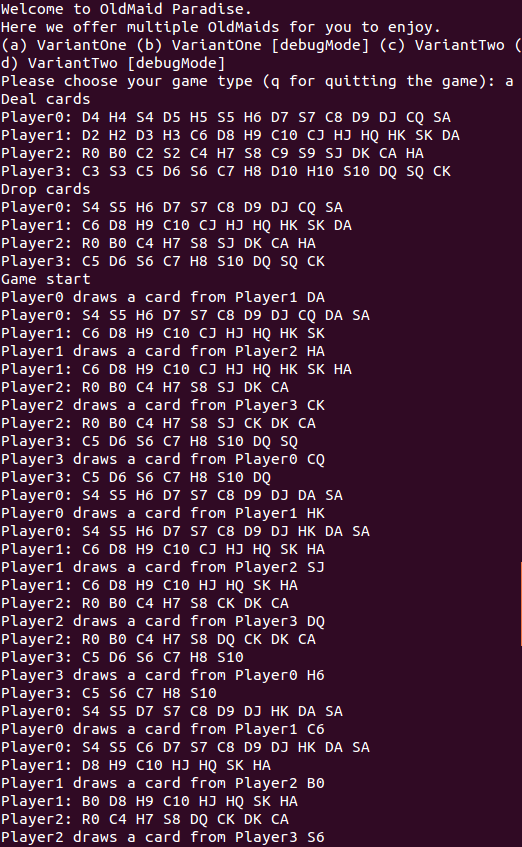 Welcome to OldMaid Paradise.
Here we offer multiple OldMaids for you to enjoy.
(a) VariantOne (b) VariantOne [debugMode] (c) VariantTwo (
d) VariantTwo [debugMode]
Please choose your game type (q for quitting the game): a
Deal cards
Player0: D4 H4 S4 D5 H5 S5 H6 D7 S7 C8 D9 DJ CQ SA
Player1: D2 H2 D3 H3 C6 D8 H9 C10 CJ HJ HQ HK SK DA
Player2: R0 B0 C2 S2 C4 H7 S8 C9 S9 SJ DK CA HA
Player3: C3 S3 C5 D6 S6 C7 H8 D10 H10 S10 DQ SQ CK
Drop cards
Player0: S4 S5 H6 D7 S7 C8 D9 DJ CQ SA
Player1: C6 D8 H9 C10 CJ HJ HQ HK SK DA
Player2: R0 B0 C4 H7 S8 SJ DK CA HA
Player3: C5 D6 S6 C7 H8 S10 DQ SQ CK
Game start
Player0 draws a card from Player1 DA
Player0: S4 S5 H6 D7 S7 C8 D9 DJ CQ DA SA
Player1: C6 D8 H9 C10 CJ HJ HQ HK SK
Player1 draws a card from Player2 HA
Player1: C6 D8 H9 C10 CJ HJ HQ HK SK HA
Player2: R0 B0 C4 H7 S8 SJ DK CA
Player2 draws a card from Player3 CK
Player2: R0 B0 C4 H7 S8 SJ CK DK CA
Player3: C5 D6 S6 C7 H8 S10 DQ SQ
Player3 draws a card from Player0 CQ
Player3: C5 D6 S6 C7 H8 S10 DQ
Player0: S4 S5 H6 D7 S7 C8 D9 DJ DA SA
Player0 draws a card from Player1 HK
Player0: S4 S5 H6 D7 S7 C8 D9 DJ HK DA SA
Player1: C6 D8 H9 C10 CJ HJ HQ SK HA
Player1 draws a card from Player2 SJ
Player1: C6 D8 H9 C10 HJ HQ SK HA
Player2: R0 B0 C4 H7 S8 CK DK CA
Player2 draws a card from Player3 DQ
Player2: R0 B0 C4 H7 S8 DQ CK DK CA
Player3: C5 D6 S6 C7 H8 S10
Player3 draws a card from Player0 H6
Player3: C5 S6 C7 H8 S10
Player0: S4 S5 D7 S7 C8 D9 DJ HK DA SA
Player0 draws a card from Player1 C6
Player0: S4 S5 C6 D7 S7 C8 D9 DJ HK DA SA
Player1: D8 H9 C10 HJ HQ SK HA
Player1 draws a card from Player2 B0
Player1: B0 D8 H9 C10 HJ HQ SK HA
Player2: R0 C4 H7 S8 DQ CK DK CA
Player2 draws a card from Player3 S6